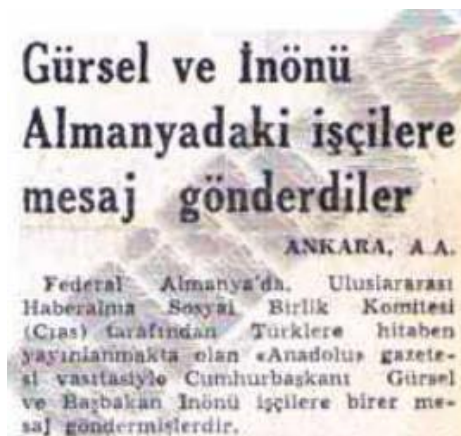 Gürsel ve İnönü
Almanyadaki işçilere
mesaj gönderdiler
ANKARA, A.A.
Federal Almanya'da, Uluslararası
Haberalma Sosyal Birlik Komitesi
(Cias) tarafından Türklere hitaben
yayınlanmakta olan «Anadolu» gazete-
si vasıtasiyle Cumhurbaşkanı Gürsel
ve Başbakan İnönü işçilere birer me-
saj göndermişlerdir.